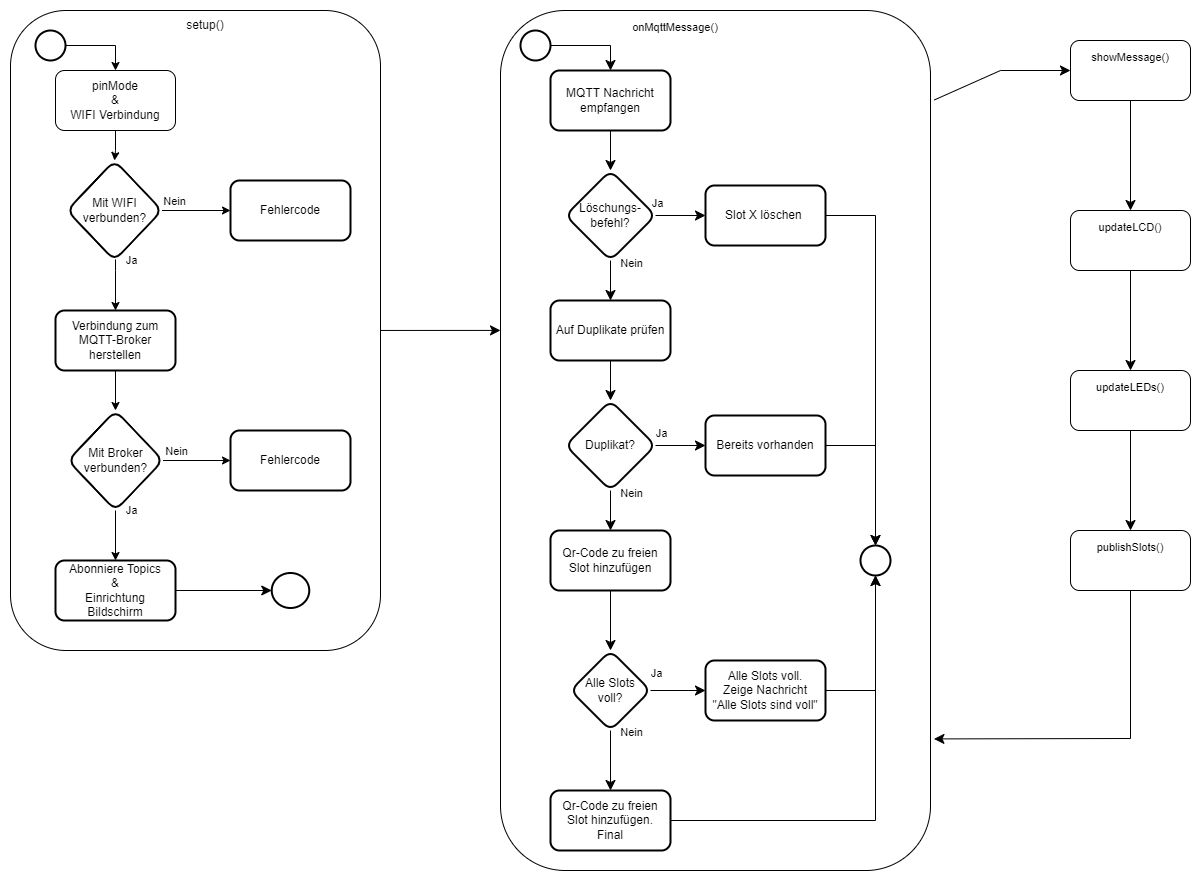 setup()
pinMode
&
WIFI Verbindung
Mit WIFI
verbunden?
Nein
Fehlercode
Ja
Verbindung zum
MQTT-Broker
herstellen
Mit Broker
verbunden?
Nein
Fehlercode
Ja
Abonniere Topics
&
Einrichtung
Bildschirm
onMqttMessage()
MQTT Nachricht
empfangen
Löschungs-
befehl?
Ja
Slot X löschen
Nein
Auf Duplikate prüfen
Duplikat?
Ja
Bereits vorhanden
Nein
Qr-Code zu freien
Slot hinzufügen
Alle Slots
voll?
Ja
Alle Slots voll.
Zeige Nachricht
"Alle Slots sind voll"
Nein
Qr-Code zu freien
Slot hinzufügen.
Final
showMessage()
updateLCD()
updateLEDs()
publishSlots()